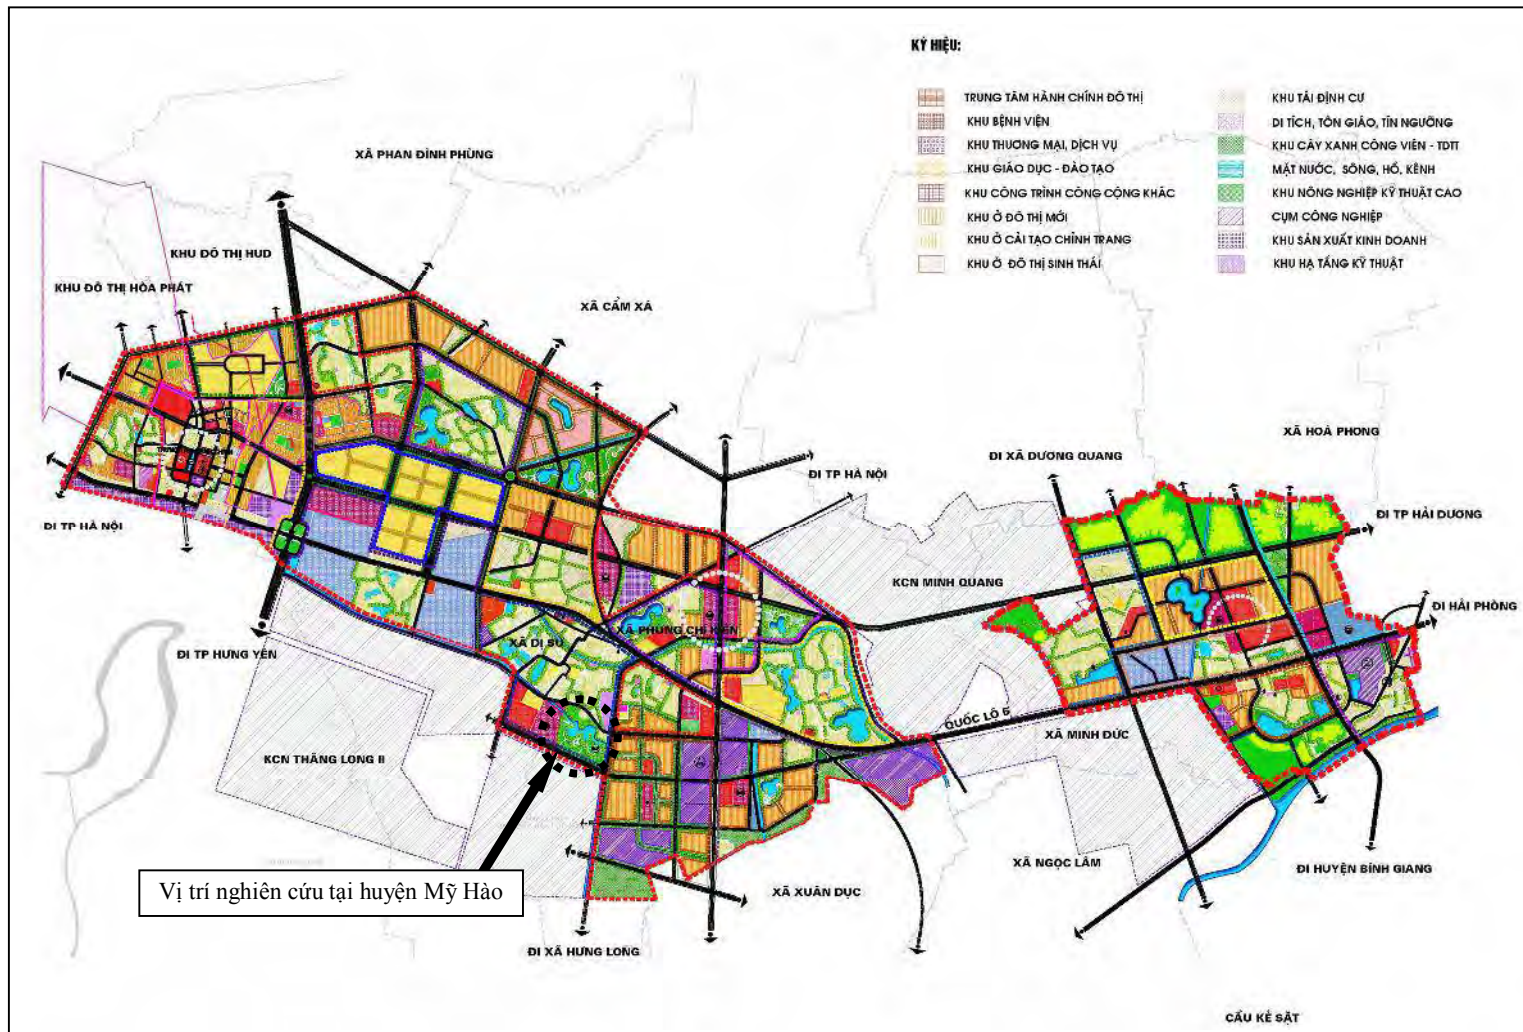 KÝ HIỆU:
TRUNG TÂM HÀNH CHÍNH ĐÔ THỊ
KHU BỆNH VIỆN
KHU THƯƠNG MẠI, DỊCH VỤ
KHU GIÁO DỤC - ĐÀO TẠO
KHU CÔNG TRÌNH CÔNG CỘNG KHÁC
KHU Ở ĐÔ THỊ MỚI
KHU Ở CẢI TẠO CHỈNH TRANG
KHU Ở ĐÔ THỊ SINH THÁI
KHU TÁI ĐỊNH CƯ
DI TÍCH, TÔN GIÁO, TÍN NGƯỠNG
KHU CÂY XANH CÔNG VIÊN - TDTT
MẶT NƯỚC, SÔNG, HỒ, KÊNH
KHU NÔNG NGHIỆP KỸ THUẬT CAO
CỤM CÔNG NGHIỆP
KHU SẢN XUẤT KINH DOANH
KHU HẠ TẦNG KỸ THUẬT
XÃ PHAN ĐÌNH PHÙNG
KHU ĐÔ THỊ HUD
KHU ĐÔ THỊ HÒA PHÁT
XÃ CẨM XÁ
XÃ HOÀ PHONG
ĐI XÃ DƯƠNG QUANG
ĐI TP HÀ NỘI
ĐI TP HẢI DƯƠNG
ĐI TP HÀ NỘI
KCN MINH QUANG
ĐI HẢI PHÒNG
XÃ PHÙNG CHÍ KIÊN
XÃ DỊ SỬ
ĐI TP HƯNG YÊN
QUỐC LỘ 5
XÃ MINH ĐỨC
KCN THĂNG LONG II
XÃ NGỌC LÂM
ĐI HUYỆN BÌNH GIANG
Vị trí nghiên cứu tại huyện Mỹ Hào
XÃ XUÂN DỤC
ĐI XÃ HƯNG LONG
CẦU KẺ SẶT